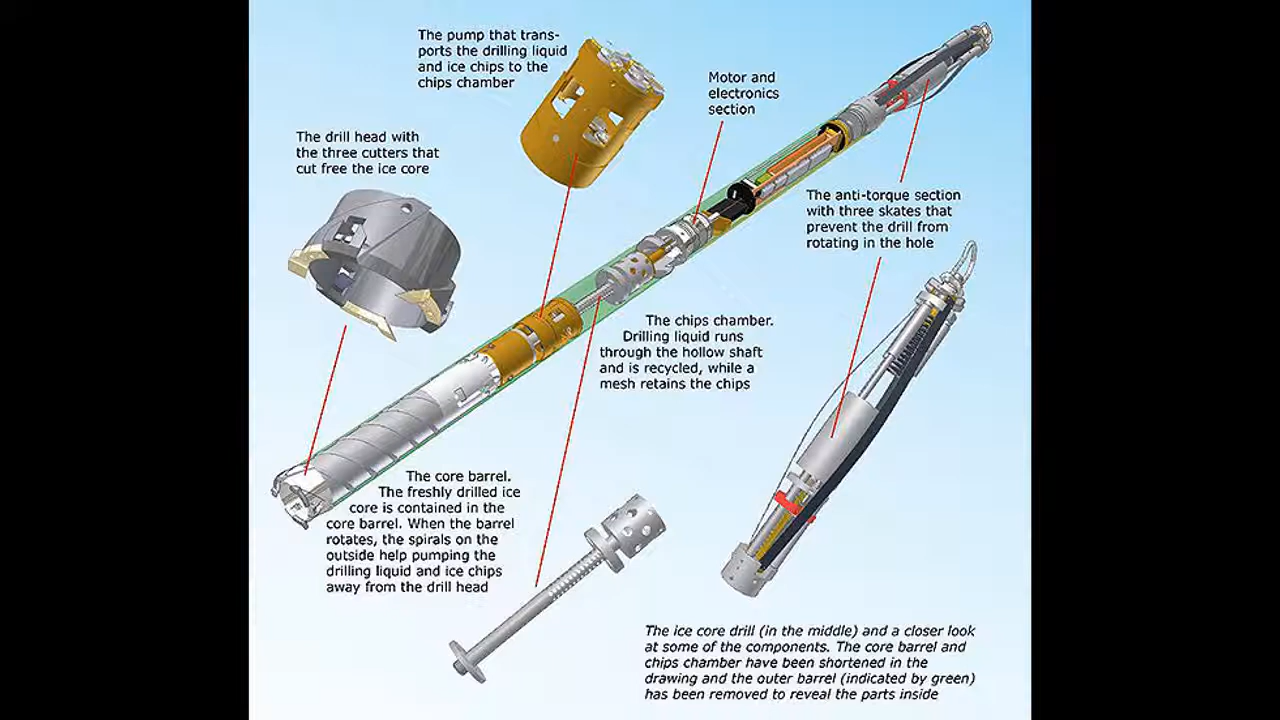 The pump that trans-
ports the drilling liquid
and ice chips to the
chips chamber
Motor and
electronics
section
The drill head with
the three cutters that
cut free the ice core
The anti-torque section
with three skates that
prevent the drill from
rotating in the hole
The chips chamber.
Drilling liquid runs
through the hollow shaft
and is recycled, while a
mesh retains the chips
The core barrel.
The freshly drilled ice
core is contained in the
core barrel. When the barrel
rotates, the spirals on the
outside help pumping the
drilling liquid and ice chips
away from the drill head
The ice core drill (in the middle) and a closer look
at some of the components. The core barrel and
chips chamber have been shortened in the
drawing and the outer barrel (indicated by green)
has been removed to reveal the parts inside